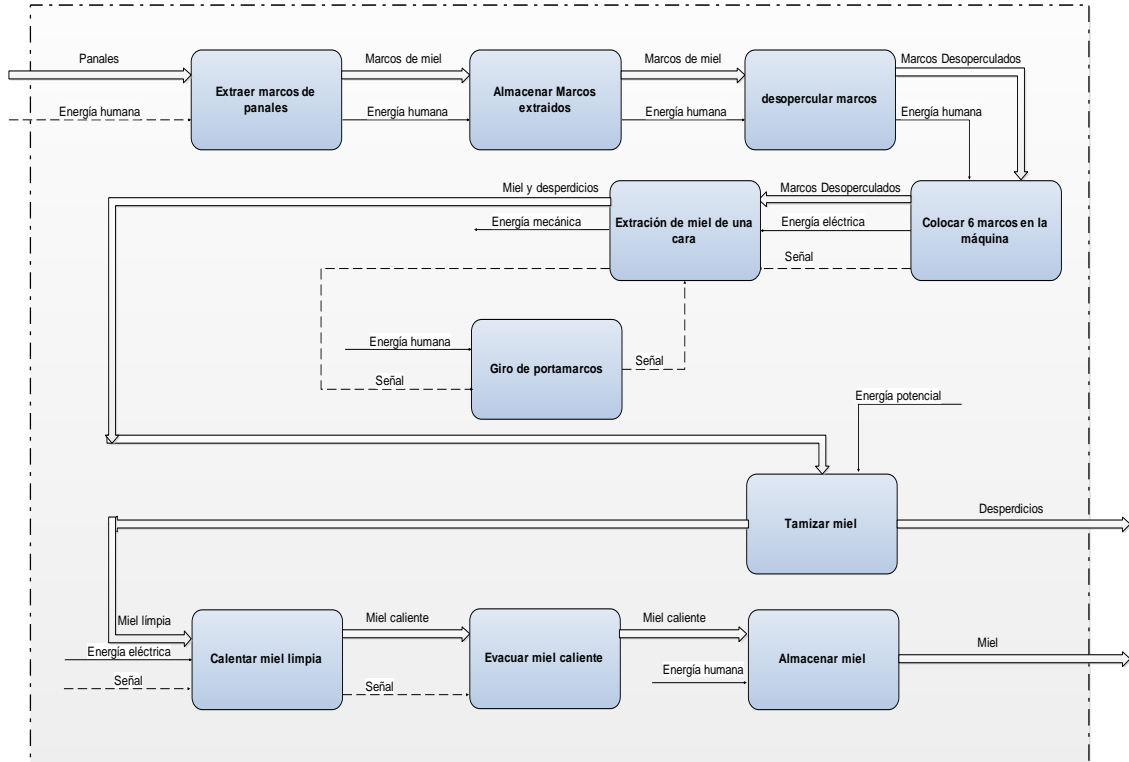 Panales
Marcos de miel
Marcos de miel
Marcos Desoperculados
Extraer marcos de
panales
Almacenar Marcos
extraidos
desopercular marcos
Energía humana
Energía humana
Energía humana
Energía humana
Miel y desperdicios
Marcos Desoperculados
Extración de miel de una
cara
Colocar 6 marcos en la
máquina
Energía mecánica
Energía eléctrica
Señal
Energía humana
Giro de portamarcos
Señal
Señal
Energía potencial
Tamizar miel
Desperdicios
Miel límpia
Miel caliente
Miel caliente
Miel
Energía eléctrica
Calentar miel limpia
Evacuar miel caliente
Almacenar miel
Energía humana
Señal
Señal